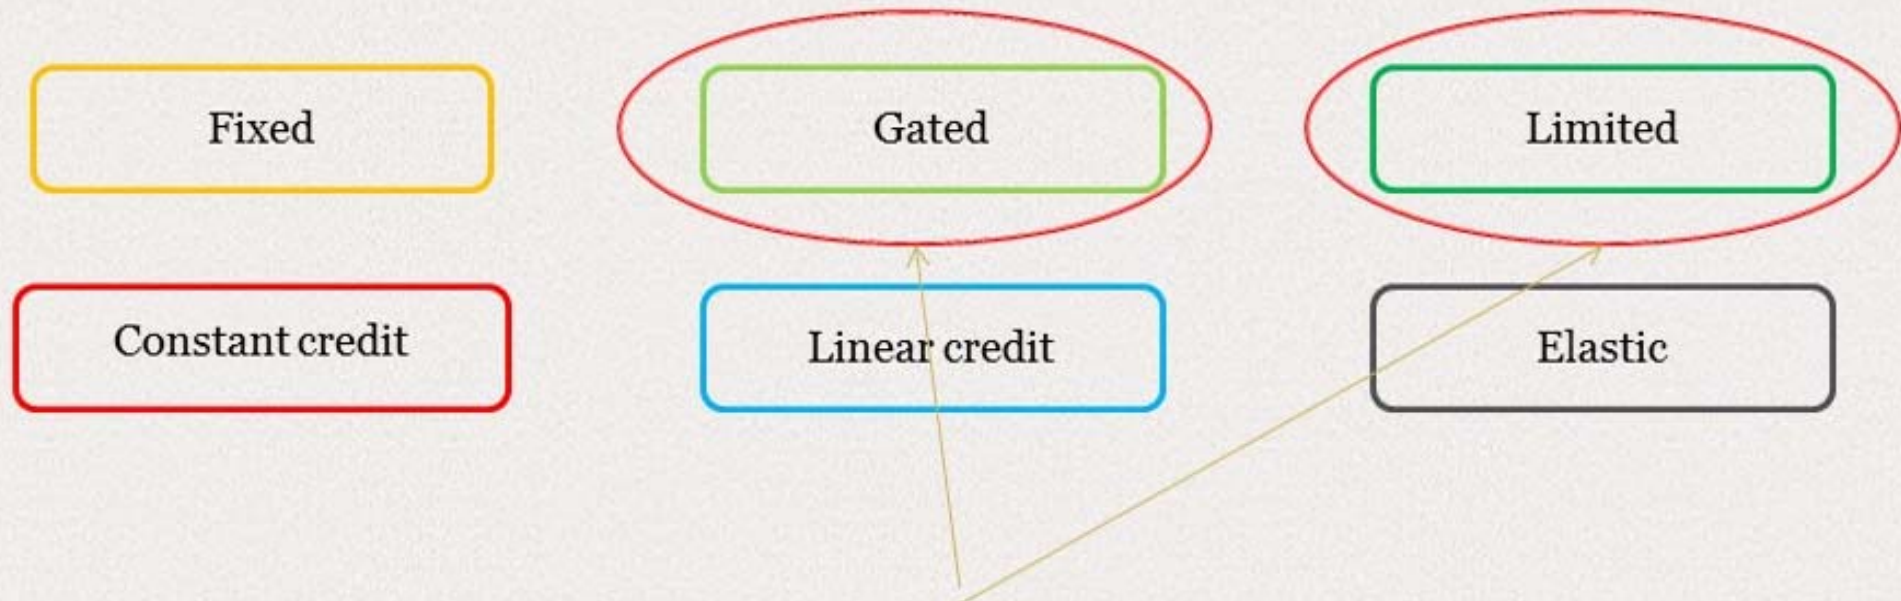 Fixed
Gated
Limited
Constant credit
Linear credit
Elastic